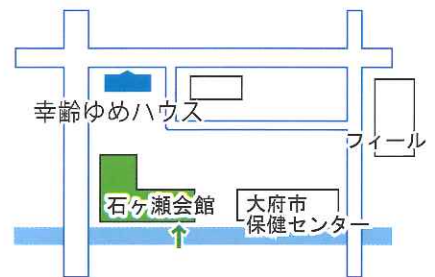 幸齢ゆめハウス
フィール
石ヶ瀬会館
大府市
保健センター